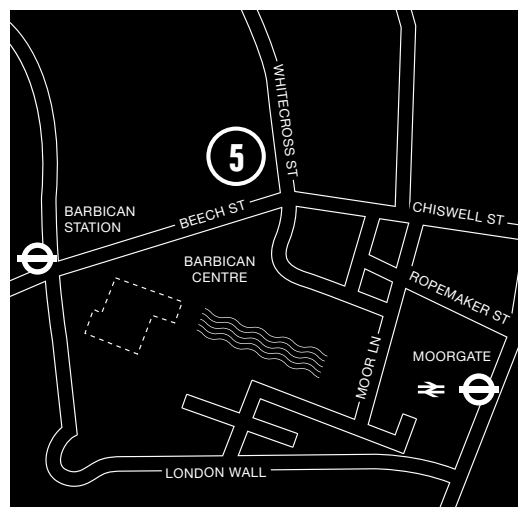 WHITECROSS ST
5
BEECH ST
CHISWELL ST
BARBICAN
STATION
BARBICAN
CENTRE
ROPEMAKER ST
MOOR LN
MOORGATE
LONDON WALL